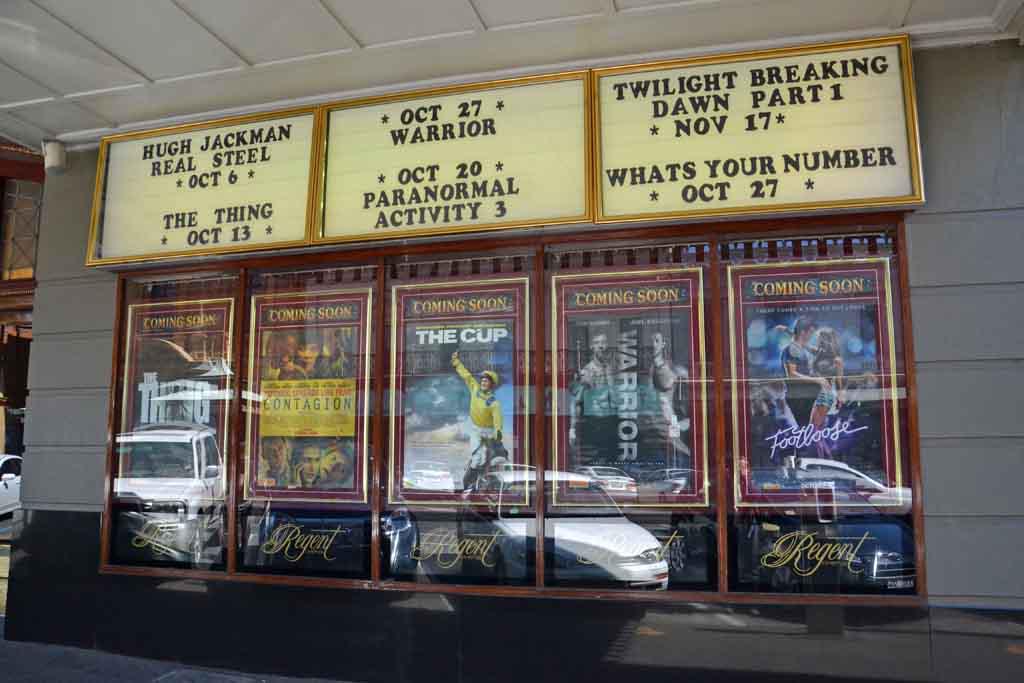 HUGH JACKMAN
REAL STEEL
* OCT 6 *
THE THING
* OCT 13 *
* OCT 27 *
WARRIOR
* OCT 20 *
PARANORMAL
ACTIVITY 3
TWILIGHT BREAKING
DAWN PART 1
* NOV 17*
WHATS YOUR NUMBER
* OCT 27 *
COMING SOON
THING
Regent
COMING SOON
CONTAGION
Regent
COMING SOON
THE CUP
Regent
COMING SOON
WARRIOR
Regent
COMING SOON
Footloose
Regent